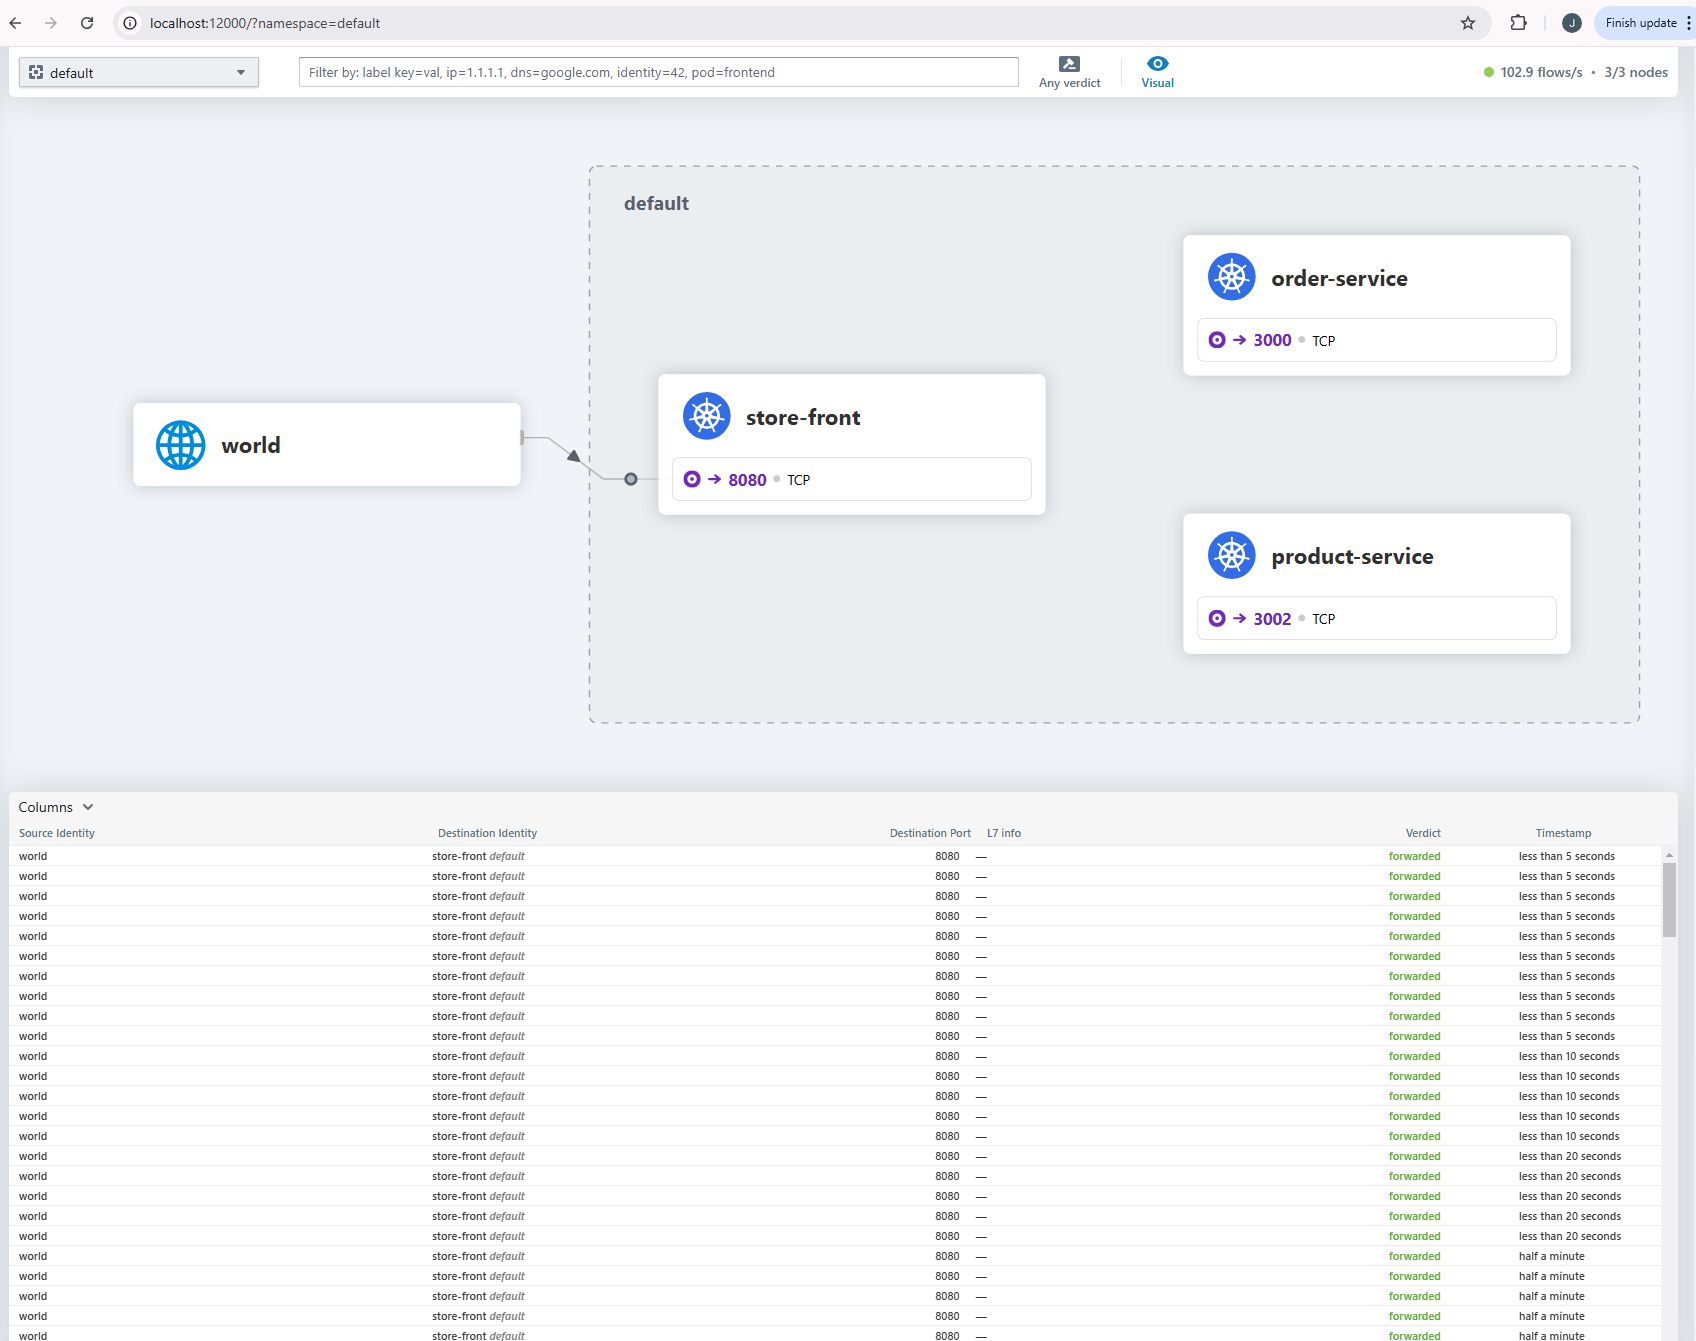 localhost:12000/?namespace=default
J
Finish update
default
Filter by: label key=val, ip=1.1.1.1, dns=google.com, identity=42, pod=frontend
Any verdict
Visual
102.9 flows/s • 3/3 nodes
default
order-service
3000 TCP
world
store-front
8080 TCP
product-service
3002 TCP
Columns
Source Identity Destination Identity Destination Port L7 info Verdict Timestamp
world store-front default 8080 — forwarded less than 5 seconds
world store-front default 8080 — forwarded less than 5 seconds
world store-front default 8080 — forwarded less than 5 seconds
world store-front default 8080 — forwarded less than 5 seconds
world store-front default 8080 — forwarded less than 5 seconds
world store-front default 8080 — forwarded less than 5 seconds
world store-front default 8080 — forwarded less than 5 seconds
world store-front default 8080 — forwarded less than 5 seconds
world store-front default 8080 — forwarded less than 5 seconds
world store-front default 8080 — forwarded less than 5 seconds
world store-front default 8080 — forwarded less than 10 seconds
world store-front default 8080 — forwarded less than 10 seconds
world store-front default 8080 — forwarded less than 10 seconds
world store-front default 8080 — forwarded less than 10 seconds
world store-front default 8080 — forwarded less than 10 seconds
world store-front default 8080 — forwarded less than 20 seconds
world store-front default 8080 — forwarded less than 20 seconds
world store-front default 8080 — forwarded less than 20 seconds
world store-front default 8080 — forwarded less than 20 seconds
world store-front default 8080 — forwarded less than 20 seconds
world store-front default 8080 — forwarded half a minute
world store-front default 8080 — forwarded half a minute
world store-front default 8080 — forwarded half a minute
world store-front default 8080 — forwarded half a minute
world store-front default 8080 — forwarded half a minute